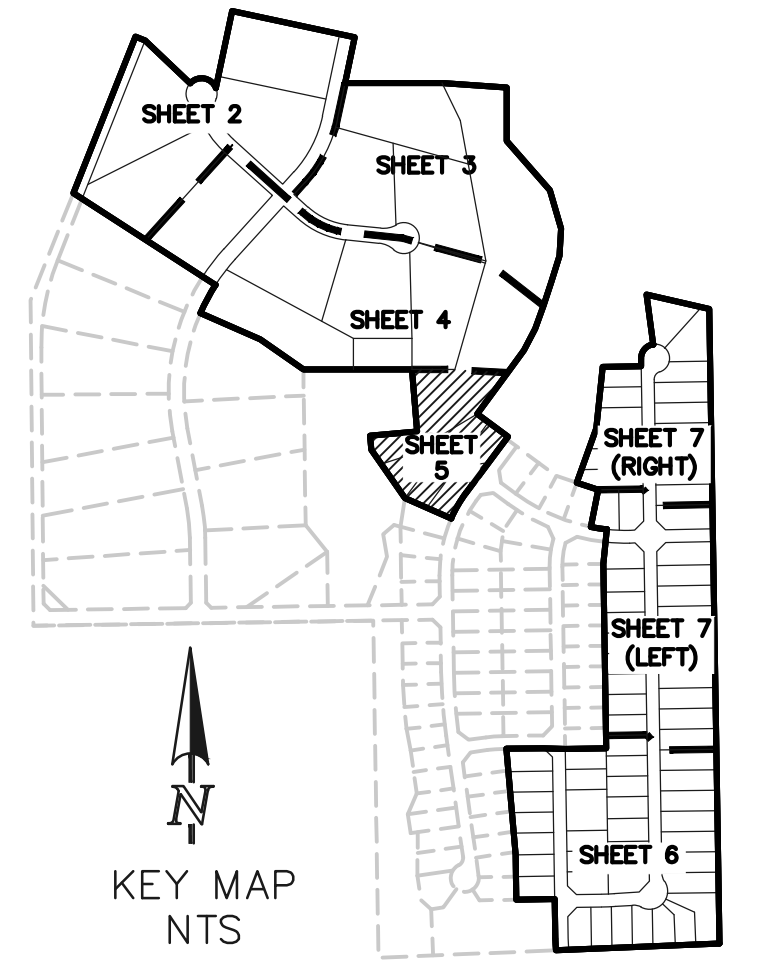 SHEET 2
SHEET 3
SHEET 4
SHEET
5
SHEET 7
(RIGHT)
SHEET 7
(LEFT)
SHEET 6
N
KEY MAP
NTS